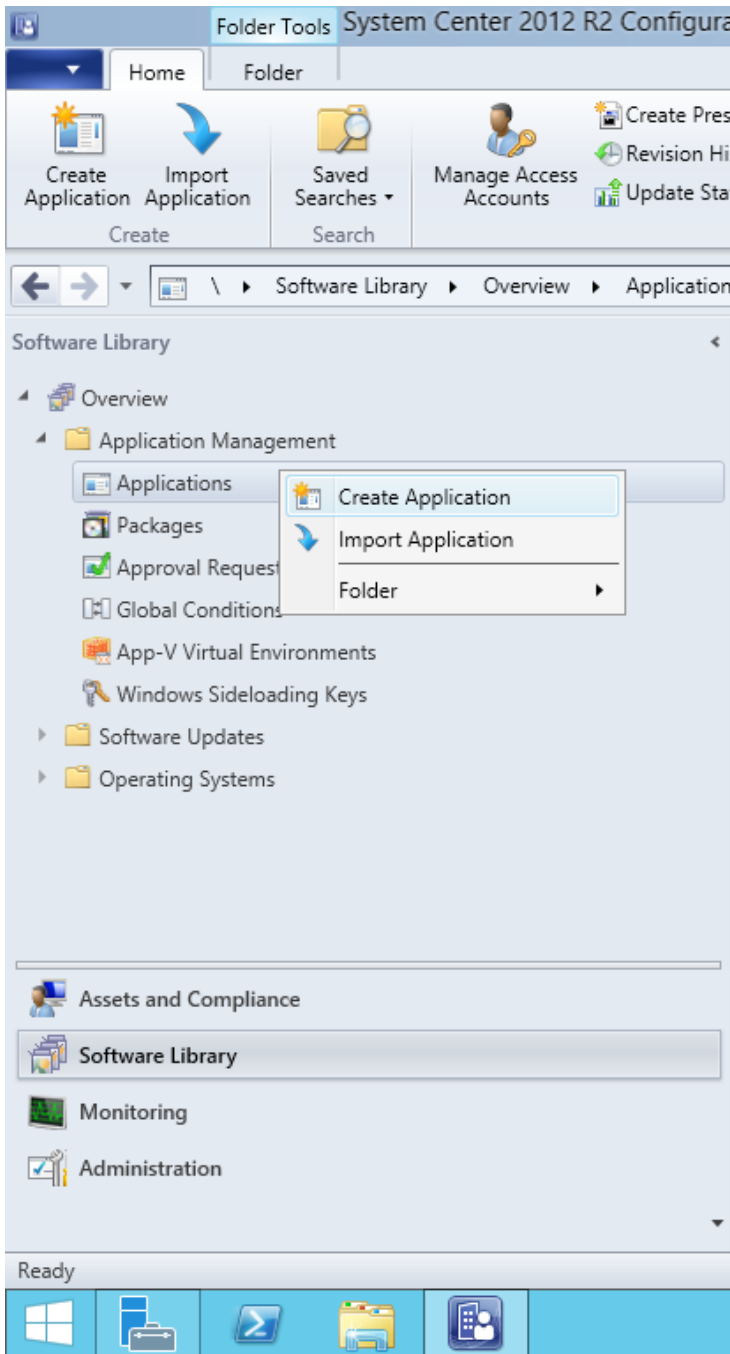 Folder Tools System Center 2012 R2 Configura
Home Folder
Create Application
Import Application
Saved Searches
Manage Access Accounts
Create Pres
Revision Hi
Update Sta
Create
Search
\ Software Library Overview Application
Software Library
Overview
Application Management
Applications
Create Application
Packages
Import Application
Approval Request
Folder
Global Conditions
App-V Virtual Environments
Windows Sideloading Keys
Software Updates
Operating Systems
Assets and Compliance
Software Library
Monitoring
Administration
Ready